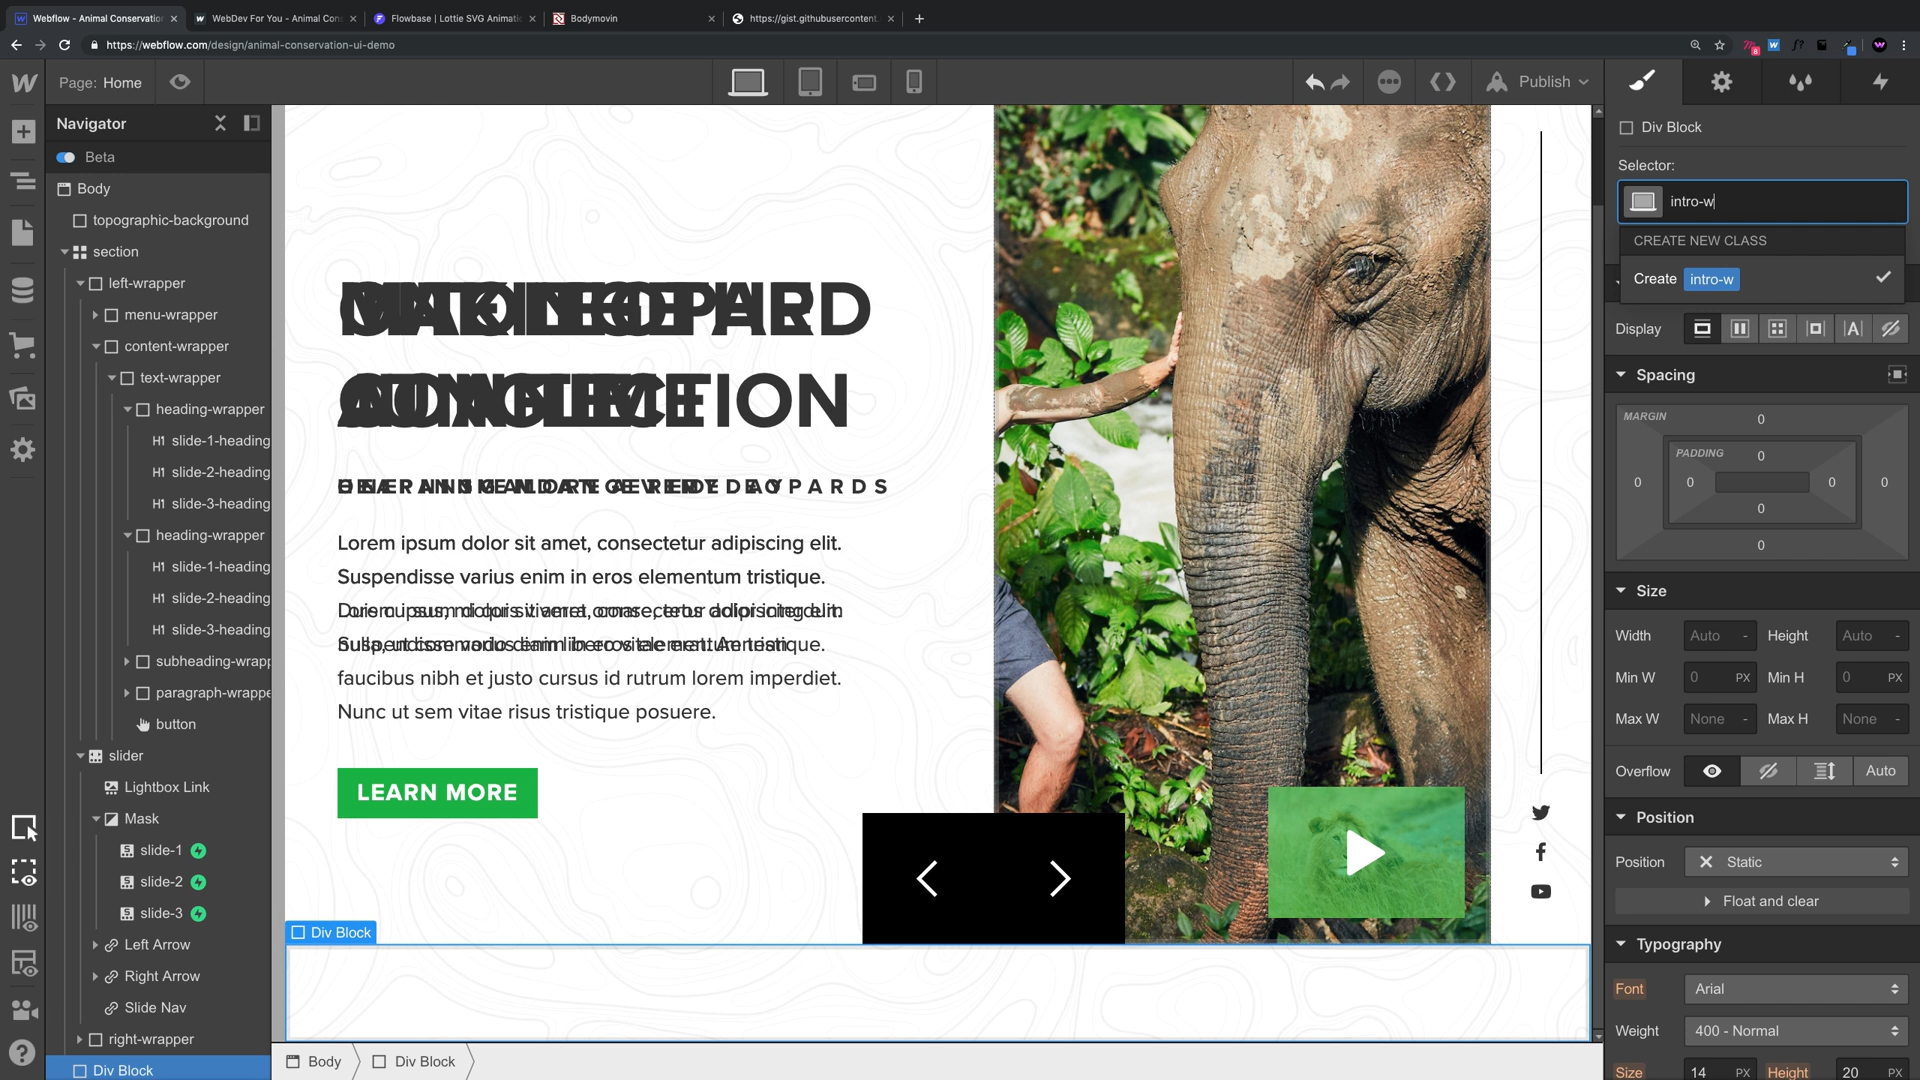 Webflow - Animal Conservation
WebDev For You - Animal Cons
Flowbase | Lottie SVG Animatio
Bodymovin
https://gist.githubusercontent.
https://webflow.com/design/animal-conservation-ui-demo
Page: Home
Publish
Navigator
Beta
Body
topographic-background
section
left-wrapper
menu-wrapper
content-wrapper
text-wrapper
heading-wrapper
H1 slide-1-heading
H1 slide-2-heading
H1 slide-3-heading
heading-wrapper
H1 slide-1-heading
H1 slide-2-heading
H1 slide-3-heading
subheading-wrapp
paragraph-wrappe
button
slider
Lightbox Link
Mask
slide-1
slide-2
slide-3
Left Arrow
Right Arrow
Slide Nav
right-wrapper
Div Block
Lorem ipsum dolor sit amet, consectetur adipiscing elit.
Suspendisse varius enim in eros elementum tristique.
faucibus nibh et justo cursus id rutrum lorem imperdiet.
Nunc ut sem vitae risus tristique posuere.
LEARN MORE
Div Block
Body
Div Block
Div Block
Selector:
intro-w
CREATE NEW CLASS
Create intro-w
Display
Spacing
MARGIN
0
PADDING
0
0 0 0 0
0
0
Size
Width Auto - Height Auto -
Min W 0 PX Min H 0 PX
Max W None - Max H None -
Overflow Auto
Position
Position Static
Float and clear
Typography
Font Arial
Weight 400 - Normal
Size 14 PX Height 20 PX